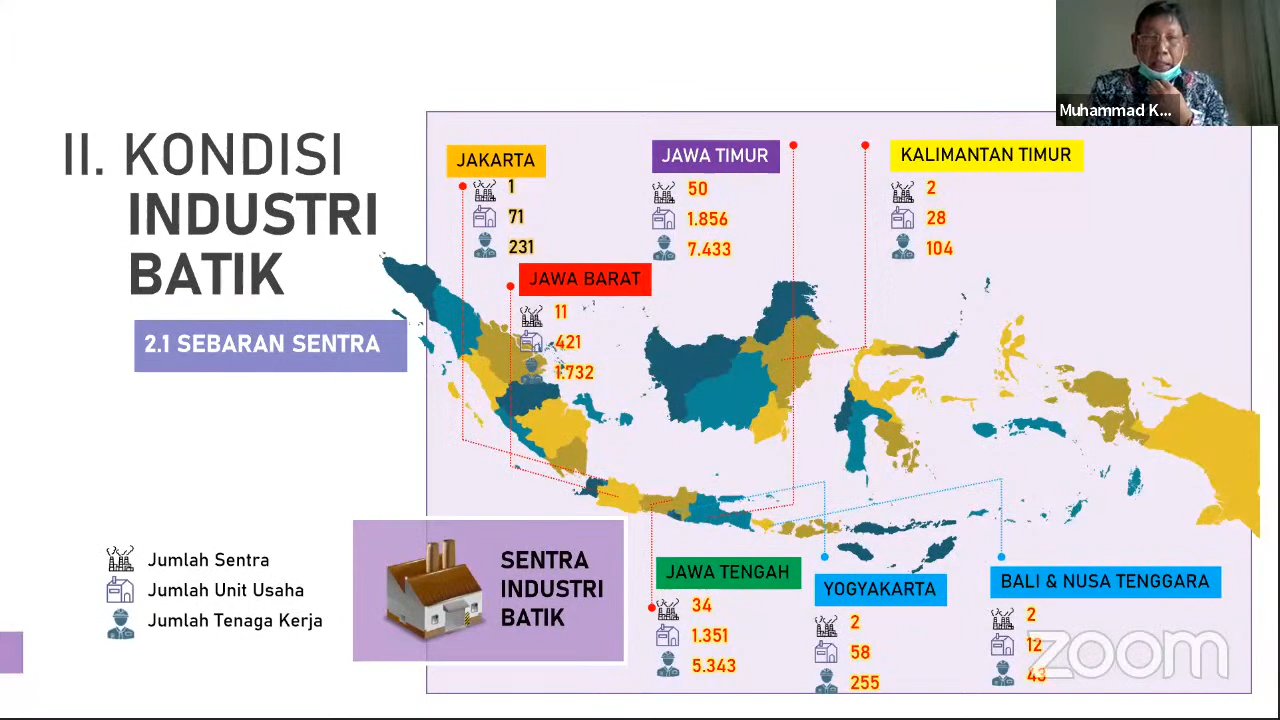 Muhammad K...
II. KONDISI
INDUSTRI
BATIK
2.1 SEBARAN SENTRA
JAKARTA
1
71
231
JAWA BARAT
11
421
1.732
JAWA TIMUR
50
1.856
7.433
KALIMANTAN TIMUR
2
28
104
Jumlah Sentra
Jumlah Unit Usaha
Jumlah Tenaga Kerja
SENTRA
INDUSTRI
BATIK
JAWA TENGAH
34
1.351
5.343
YOGYAKARTA
2
58
255
BALI & NUSA TENGGARA
2
12
43
zoom